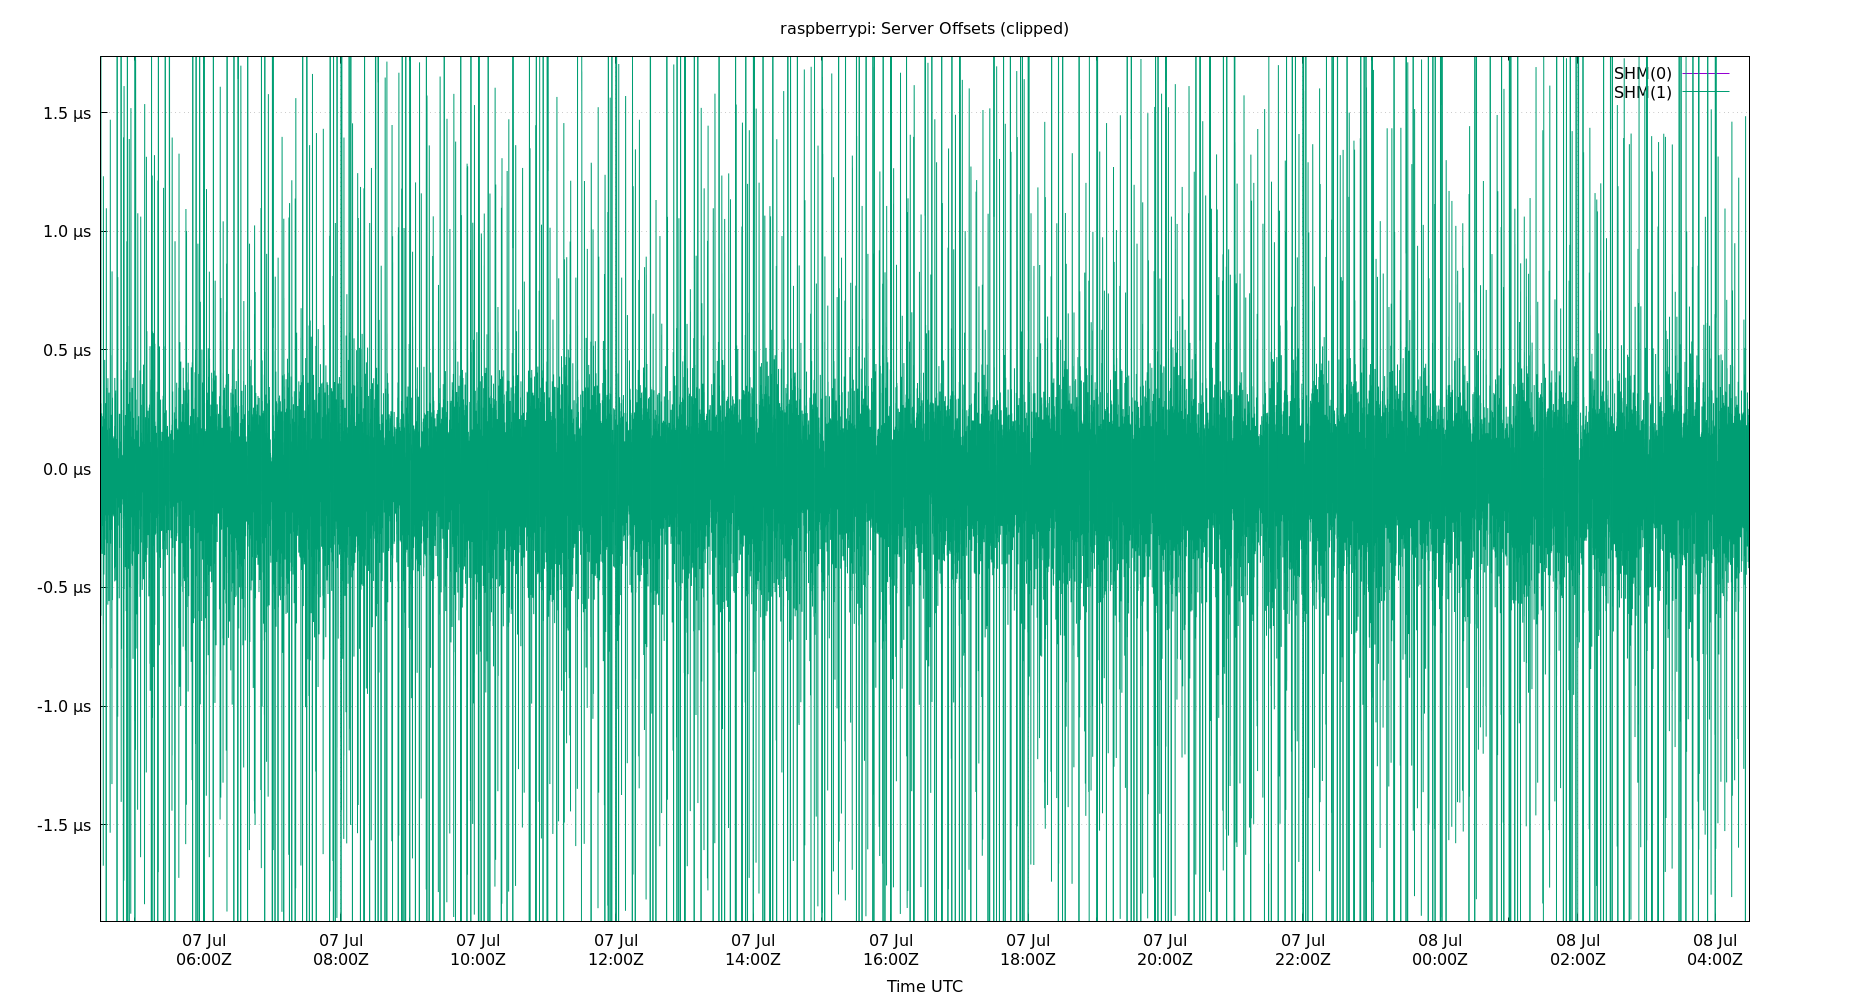 raspberrypi: Server Offsets (clipped)
SHM(0)
SHM(1)
1.5 µs
1.0 µs
0.5 µs
0.0 µs
-0.5 µs
-1.0 µs
-1.5 µs
07 Jul 07 Jul 07 Jul 07 Jul 07 Jul 07 Jul 07 Jul 07 Jul 07 Jul 08 Jul 08 Jul 08 Jul
06:00Z 08:00Z 10:00Z 12:00Z 14:00Z 16:00Z 18:00Z 20:00Z 22:00Z 00:00Z 02:00Z 04:00Z
Time UTC